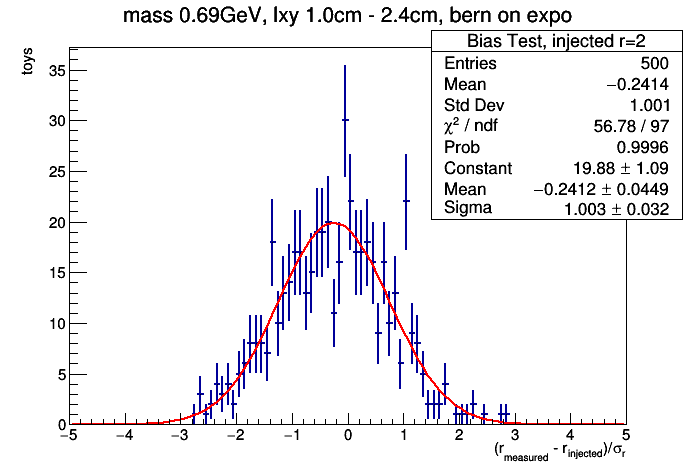 mass 0.69GeV, lxy 1.0cm - 2.4cm, bern on expo
Bias Test, injected r=2
Entries 500
Mean −0.2414
Std Dev 1.001
χ² / ndf 56.78 / 97
Prob 0.9996
Constant 19.88 ± 1.09
Mean −0.2412 ± 0.0449
Sigma 1.003 ± 0.032
toys
35
30
25
20
15
10
5
0
−5 −4 −3 −2 −1 0 1 2 3 4 5
(r_measured - r_injected)/σ_r